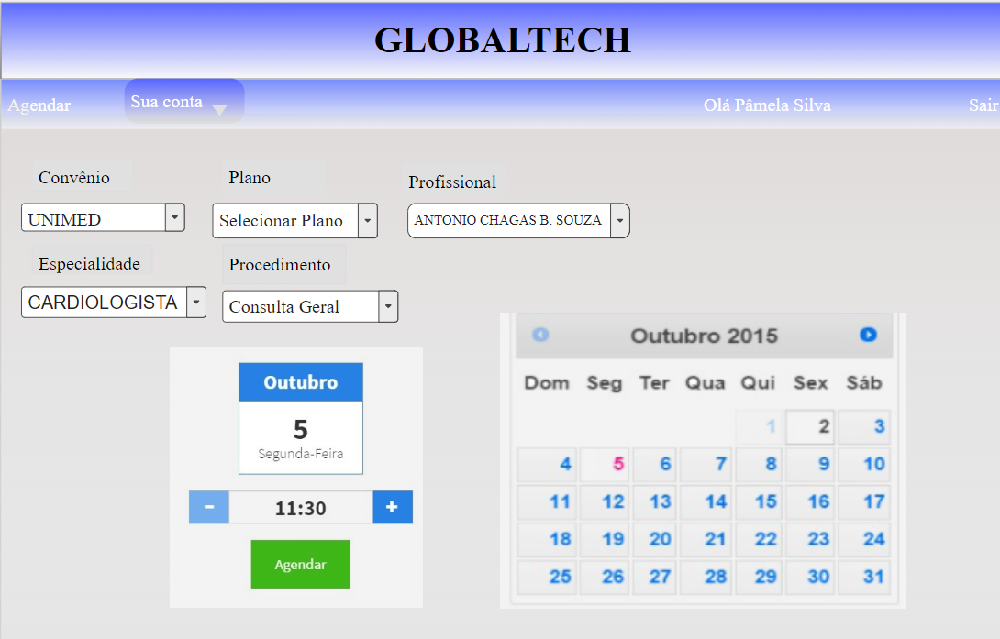 GLOBALTECH
Agendar Sua conta Olá Pâmela Silva Sair
Convênio Plano Profissional
UNIMED Selecionar Plano ANTONIO CHAGAS B. SOUZA
Especialidade Procedimento
CARDIOLOGISTA Consulta Geral
Outubro
5
Segunda-Feira
- 11:30 +
Agendar
Outubro 2015
Dom Seg Ter Qua Qui Sex Sáb
1 2 3
4 5 6 7 8 9 10
11 12 13 14 15 16 17
18 19 20 21 22 23 24
25 26 27 28 29 30 31